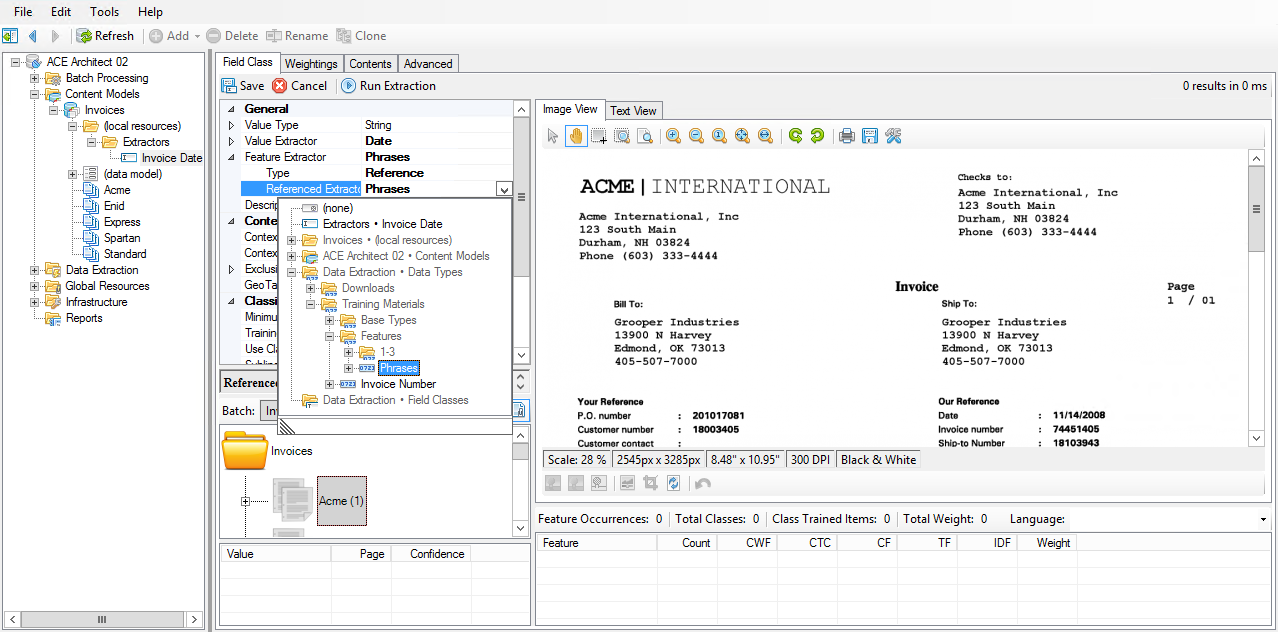 File Edit Tools Help
Refresh Add Delete Rename Clone
ACE Architect 02
Batch Processing
Content Models
Invoices
(local resources)
Extractors
Invoice Date
(data model)
Acme
Enid
Express
Spartan
Standard
Data Extraction
Global Resources
Infrastructure
Reports
Field Class Weightings Contents Advanced
Save Cancel Run Extraction 0 results in 0 ms
General
Value Type String
Value Extractor Date
Feature Extractor Phrases
Type Reference
Referenced Extracto Phrases
Descrip
Conte
Contex
Contex
Exclusi
GeoTa
Classi
Minimu
Trainin
Use Cla
(none)
Extractors • Invoice Date
Invoices • (local resources)
ACE Architect 02 • Content Models
Data Extraction • Data Types
Downloads
Training Materials
Base Types
Features
1-3
Phrases
Invoice Number
Data Extraction • Field Classes
Referenced
Batch: In
Invoices
Acme (1)
Value Page Confidence
Image View Text View
ACME|INTERNATIONAL
Acme International, Inc
123 South Main
Durham, NH 03824
Phone (603) 333-4444
Checks to:
Acme International, Inc
123 South Main
Durham, NH 03824
Phone (603) 333-4444
Invoice
Page
1 / 01
Bill To:
Grooper Industries
13900 N Harvey
Edmond, OK 73013
405-507-7000
Ship To:
Grooper Industries
13900 N Harvey
Edmond, OK 73013
405-507-7000
Your Reference
P.O. number : 201017081
Customer number : 18003405
Customer contact :
Our Reference
Date : 11/14/2008
Invoice number : 74451405
Ship-to Number : 18103943
Scale: 28 % 2545px x 3285px 8.48" x 10.95" 300 DPI Black & White
Feature Occurrences: 0 Total Classes: 0 Class Trained Items: 0 Total Weight: 0 Language:
Feature Count CWF CTC CF TF IDF Weight